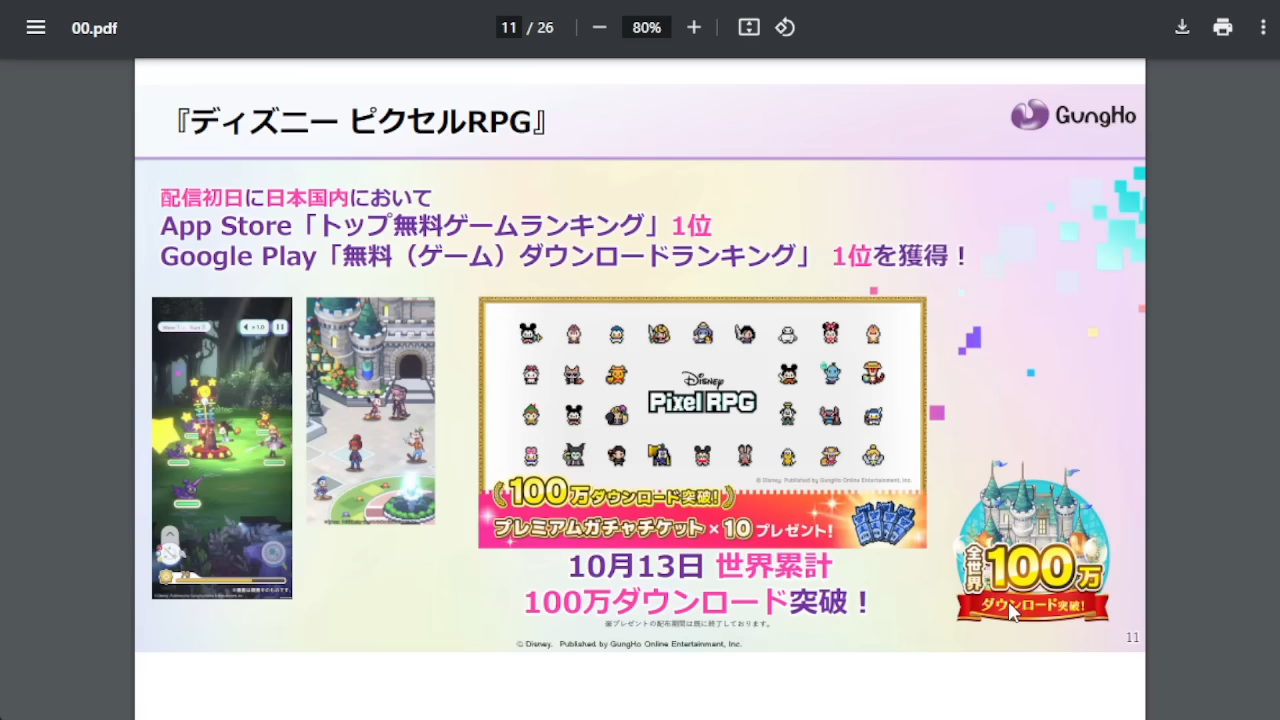 00.pdf
11 / 26
80%
『ディズニー ピクセルRPG』
GungHo
配信初日に日本国内において
App Store「トップ無料ゲームランキング」1位
Google Play「無料（ゲーム）ダウンロードランキング」 1位を獲得！
×1.0
Disney
Pixel RPG
© Disney. Published by GungHo Online Entertainment, Inc.
100万ダウンロード突破！
プレミアムガチャチケット×10プレゼント！
10月13日 世界累計
100万ダウンロード突破！
※プレゼントの配布期間は既に終了しております。
© Disney. Published by GungHo Online Entertainment, Inc.
全世界
100万
ダウンロード突破！
11